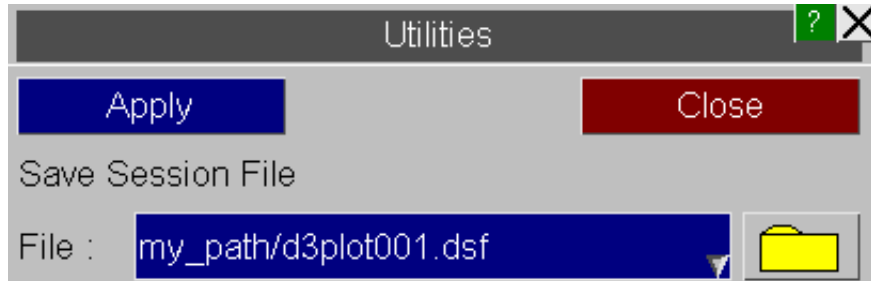 Utilities ?
Apply Close
Save Session File
File : my_path/d3plot001.dsf